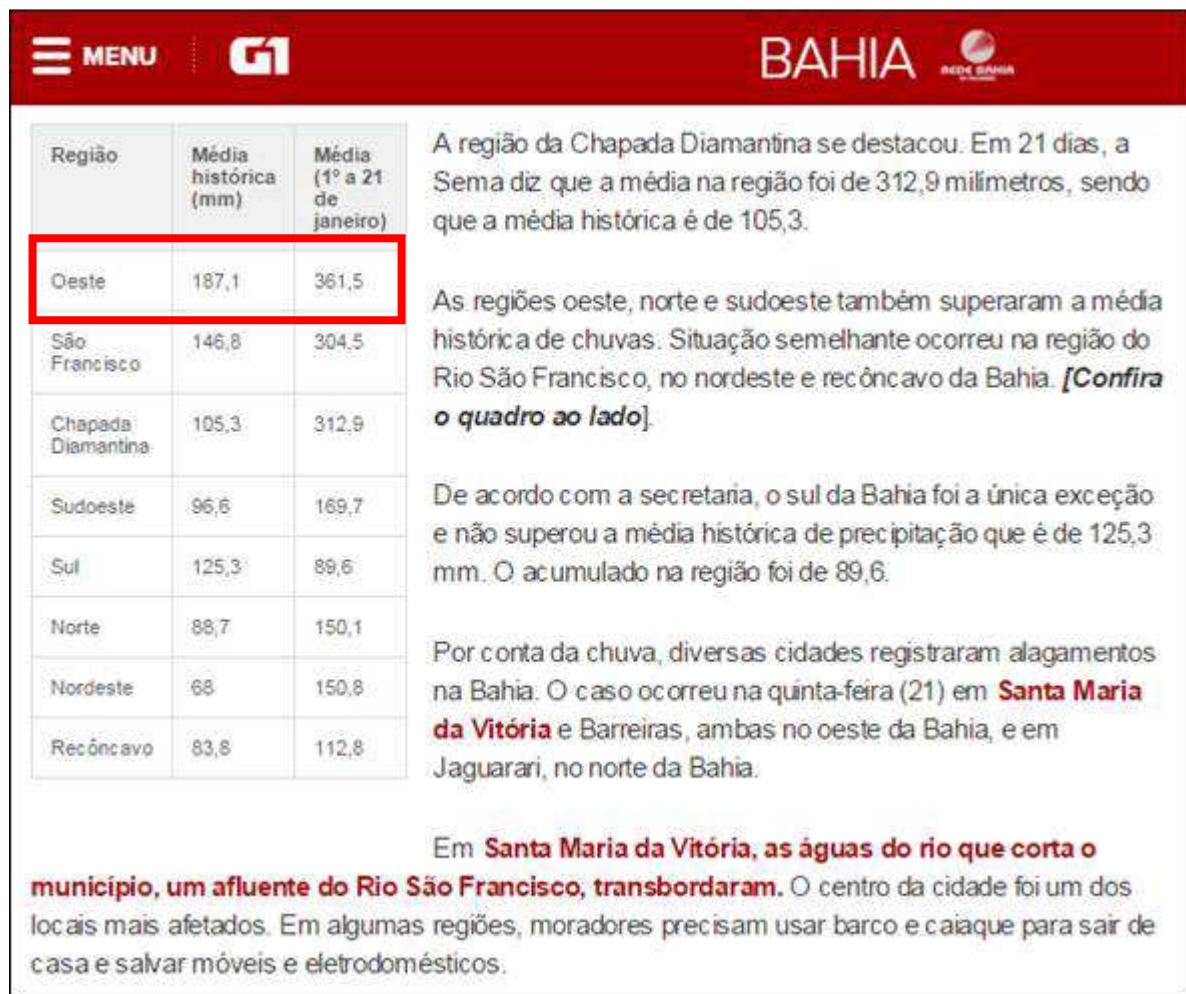 MENU G1 BAHIA REDE BAHIA
Região Média histórica (mm) Média (1º a 21 de janeiro)
Oeste 187,1 361,5
São Francisco 146,8 304,5
Chapada Diamantina 105,3 312,9
Sudoeste 96,6 169,7
Sul 125,3 89,6
Norte 88,7 150,1
Nordeste 68 150,8
Recôncavo 83,8 112,8
A região da Chapada Diamantina se destacou. Em 21 dias, a
Sema diz que a média na região foi de 312,9 milímetros, sendo
que a média histórica é de 105,3.
As regiões oeste, norte e sudoeste também superaram a média
histórica de chuvas. Situação semelhante ocorreu na região do
Rio São Francisco, no nordeste e recôncavo da Bahia. [Confira
o quadro ao lado].
De acordo com a secretaria, o sul da Bahia foi a única exceção
e não superou a média histórica de precipitação que é de 125,3
mm. O acumulado na região foi de 89,6.
Por conta da chuva, diversas cidades registraram alagamentos
na Bahia. O caso ocorreu na quinta-feira (21) em Santa Maria
da Vitória e Barreiras, ambas no oeste da Bahia, e em
Jaguarari, no norte da Bahia.
Em Santa Maria da Vitória, as águas do rio que corta o
município, um afluente do Rio São Francisco, transbordaram. O centro da cidade foi um dos
locais mais afetados. Em algumas regiões, moradores precisam usar barco e caiaque para sair de
casa e salvar móveis e eletrodomésticos.